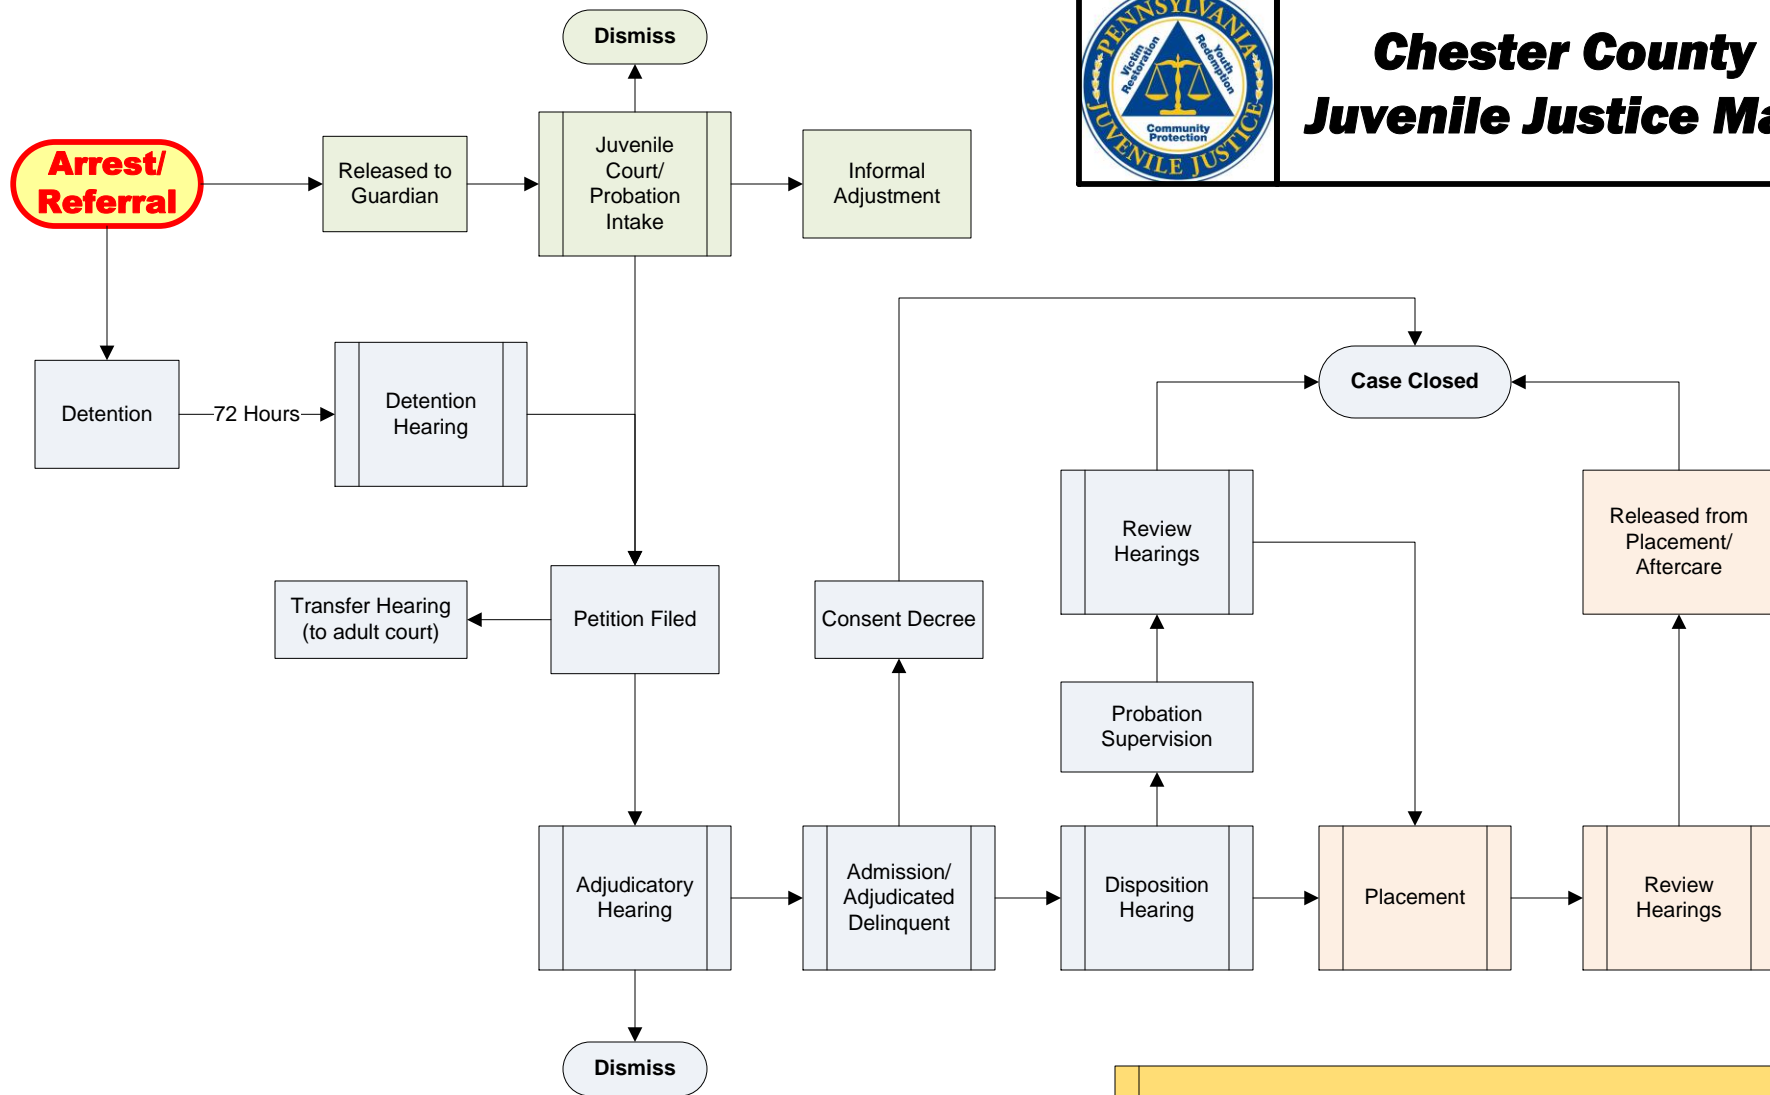 Dismiss
PENNSYLVANIA
JUVENILE JUSTICE
Victim
Restoration
Youth
Redemption
Community
Protection
Chester County
Juvenile Justice Ma
Arrest/
Referral
Released to
Guardian
Juvenile
Court/
Probation
Intake
Informal
Adjustment
Detention
72 Hours
Detention
Hearing
Case Closed
Review
Hearings
Released from
Placement/
Aftercare
Transfer Hearing
(to adult court)
Petition Filed
Consent Decree
Probation
Supervision
Adjudicatory
Hearing
Admission/
Adjudicated
Delinquent
Disposition
Hearing
Placement
Review
Hearings
Dismiss